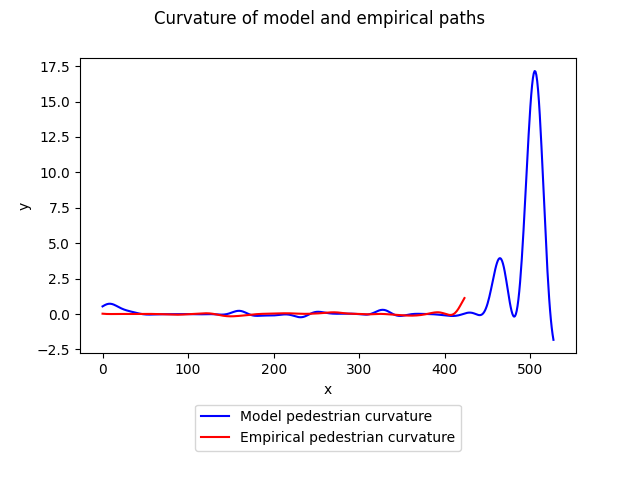 Curvature of model and empirical paths
17.5
15.0
12.5
10.0
7.5
5.0
2.5
0.0
−2.5
y
0 100 200 300 400 500
x
Model pedestrian curvature
Empirical pedestrian curvature